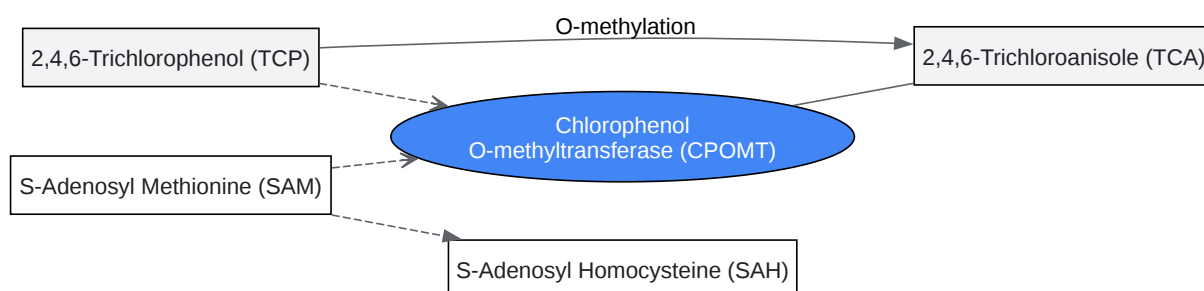 O-methylation
2,4,6-Trichlorophenol (TCP)
2,4,6-Trichloroanisole (TCA)
Chlorophenol
O-methyltransferase (CPOMT)
S-Adenosyl Methionine (SAM)
S-Adenosyl Homocysteine (SAH)